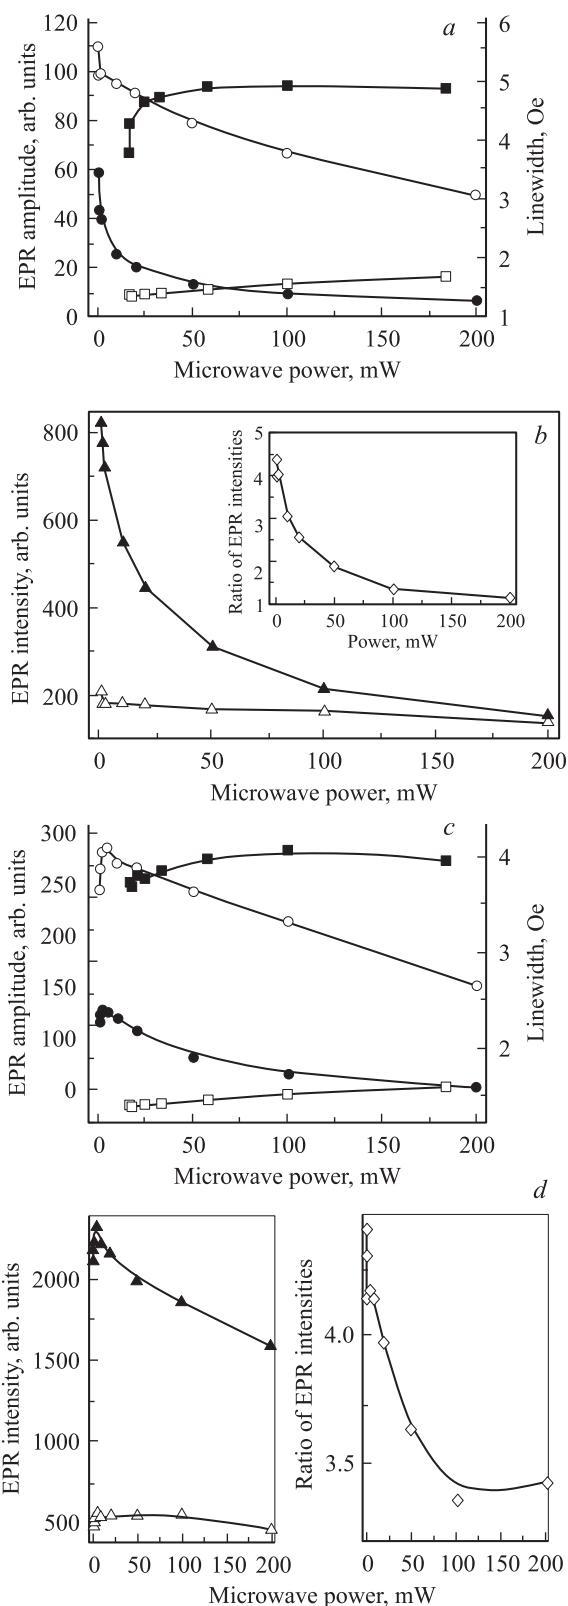 a
120
100
80
60
40
20
0
EPR amplitude, arb. units
6
5
4
3
2
1
Linewidth, Oe
0 50 100 150 200
Microwave power, mW
b
800
600
400
200
EPR intensity, arb. units
5
4
3
2
1
Ratio of EPR intensities
0 50 100 150 200
Power, mW
0 50 100 150 200
Microwave power, mW
c
300
250
200
150
100
0
EPR amplitude, arb. units
4
3
2
Linewidth, Oe
0 50 100 150 200
Microwave power, mW
d
2000
1500
1000
500
EPR intensity, arb. units
4.0
3.5
Ratio of EPR intensities
0 50 100 150 200
0 50 100 150 200
Microwave power, mW